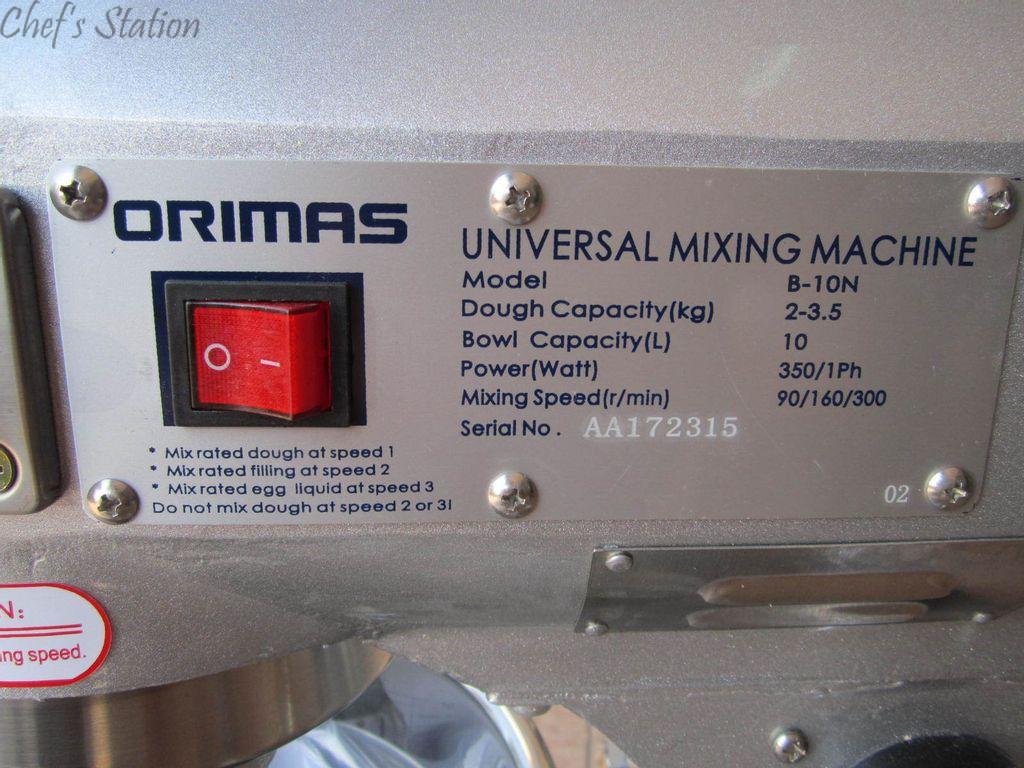 Chef's Station
ORIMAS
O I
* Mix rated dough at speed 1
* Mix rated filling at speed 2
* Mix rated egg liquid at speed 3
Do not mix dough at speed 2 or 3!
UNIVERSAL MIXING MACHINE
Model B-10N
Dough Capacity(kg) 2-3.5
Bowl Capacity(L) 10
Power(Watt) 350/1Ph
Mixing Speed(r/min) 90/160/300
Serial No. AA172315
02
N:
ng speed.